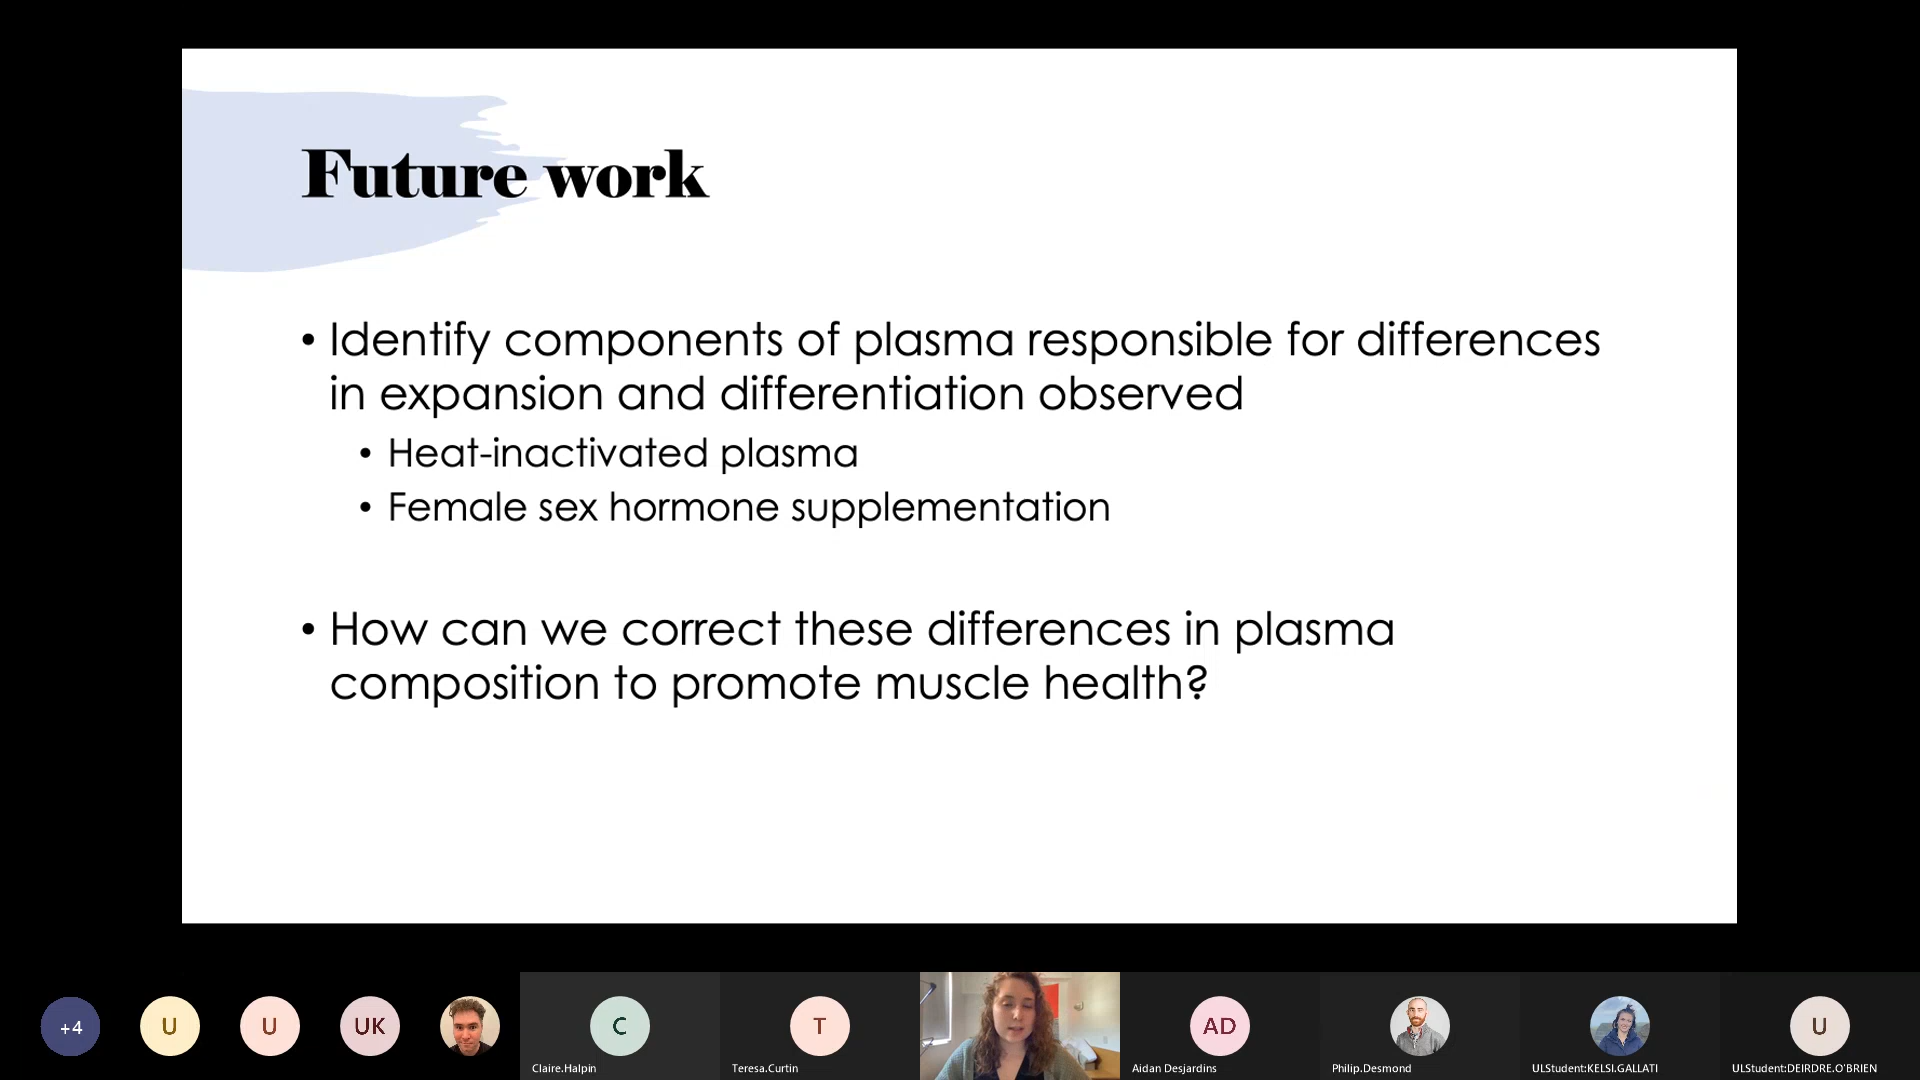 Future work
• Identify components of plasma responsible for differences
in expansion and differentiation observed
• Heat-inactivated plasma
• Female sex hormone supplementation
• How can we correct these differences in plasma
composition to promote muscle health?
+4
U
U
UK
C
T
AD
U
Claire.Halpin
Teresa.Curtin
Aidan Desjardins
Philip.Desmond
ULStudent:KELSI.GALLATI
ULStudent:DEIRDRE.O'BRIEN